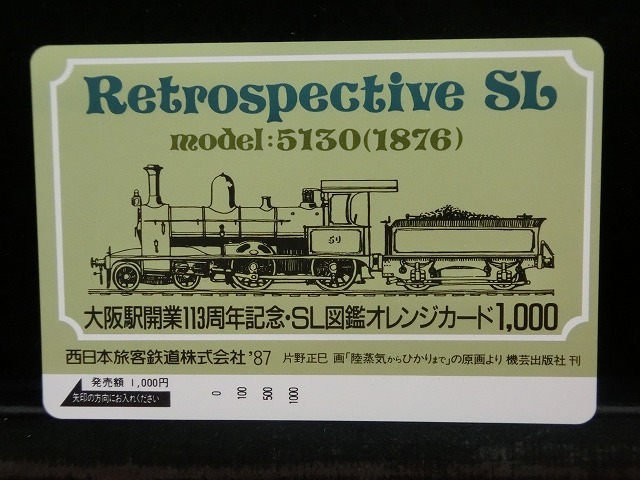 Retrospective SL
model:5130(1876)
59
大阪駅開業113周年記念・SL図鑑オレンジカード1,000
西日本旅客鉄道株式会社'87 片野正巳 画「陸蒸気からひかりまで」の原画より 機芸出版社 刊
発売額 1,000円
矢印の方向にお入れください
0 100 500 1000